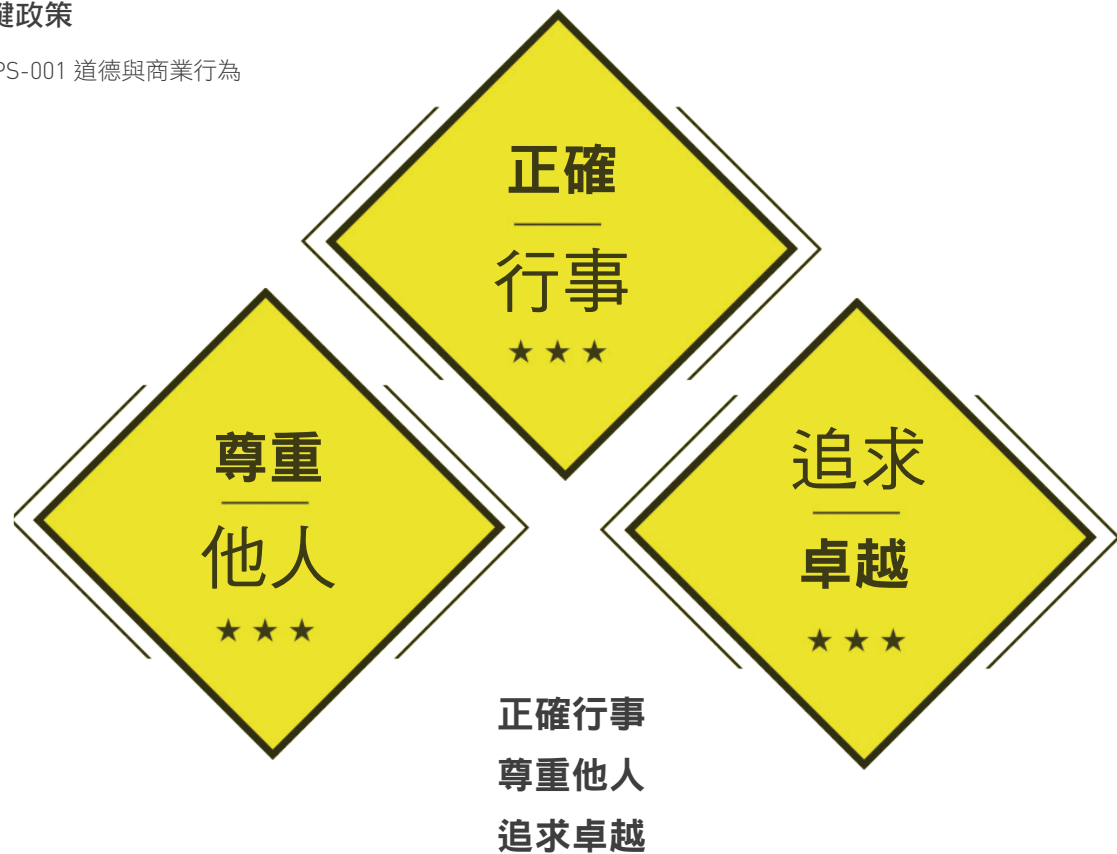 鍵政策
PS-001 道德與商業行為
正確
行事
★ ★ ★
尊重
他人
★ ★ ★
追求
卓越
★ ★ ★
正確行事
尊重他人
追求卓越